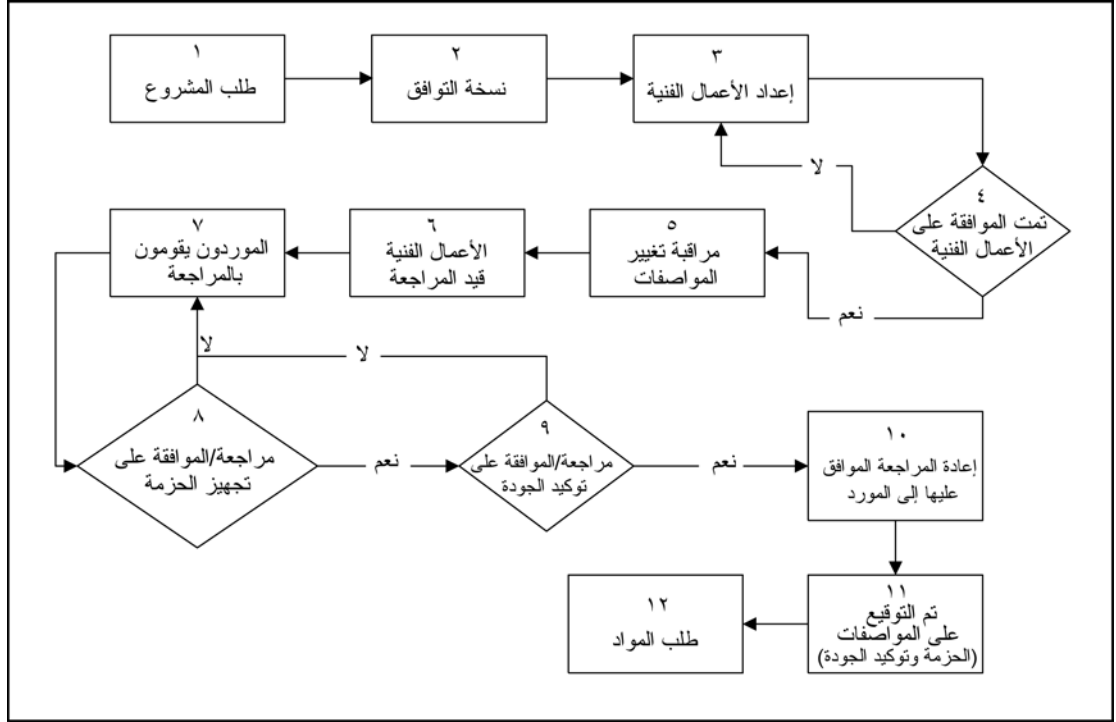 ١
طلب المشروع
٢
نسخة التوافق
٣
إعداد الأعمال الفنية
٤
تمت الموافقة على
الأعمال الفنية
لا
نعم
٥
مراقبة تغيير
المواصفات
٦
الأعمال الفنية
قيد المراجعة
٧
الموردون يقومون
بالمراجعة
٨
مراجعة/الموافقة على
تجهيز الحزمة
لا
نعم
٩
مراجعة/الموافقة على
توكيد الجودة
لا
نعم
١٠
إعادة المراجعة الموافق
عليها إلى المورد
١١
تم التوقيع
على المواصفات
(الحزمة وتوكيد الجودة)
١٢
طلب المواد